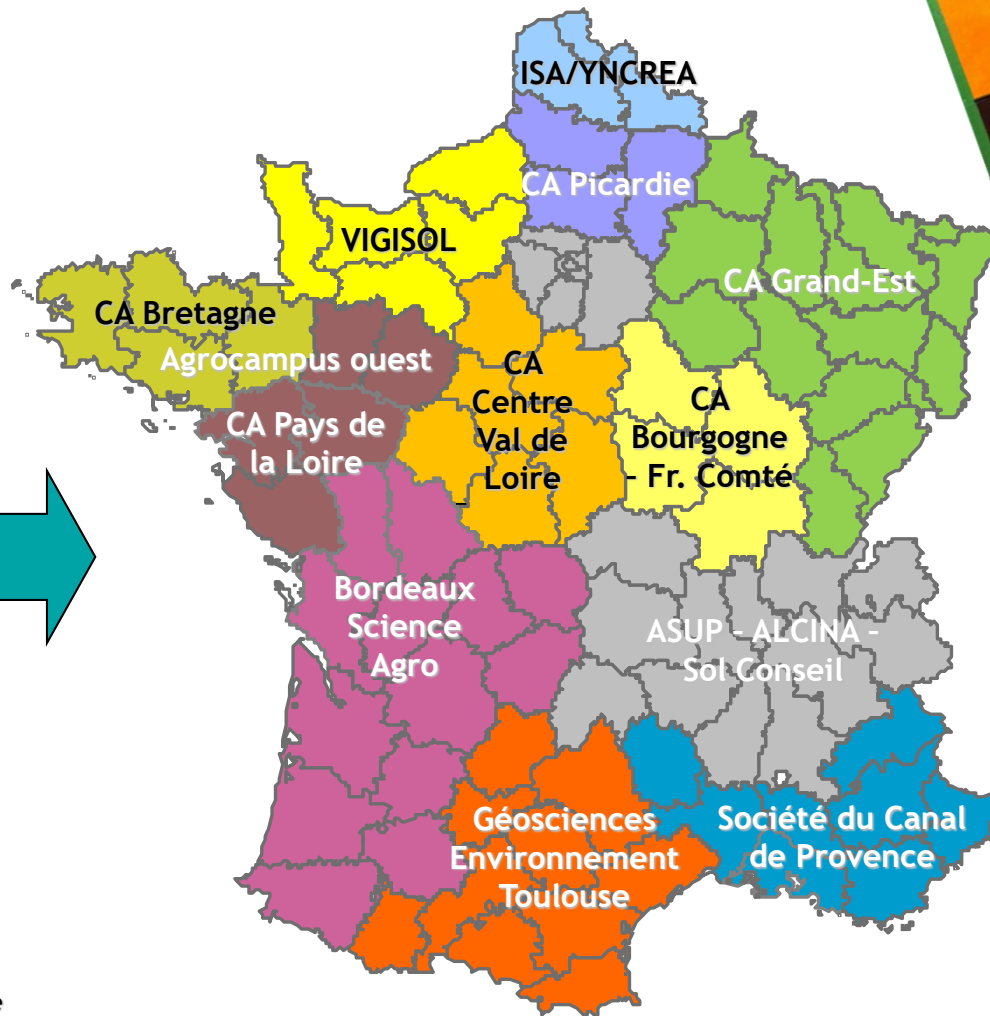 ISA/YNCREA
CA Picardie
VIGISOL
CA Grand-Est
CA Bretagne
Agrocampus ouest
CA Pays de
la Loire
CA
Centre
Val de
Loire
CA
Bourgogne
- Fr. Comté
Bordeaux
Science
Agro
ASUP - ALCINA -
Sol Conseil
Géosciences
Environnement
Toulouse
Société du Canal
de Provence